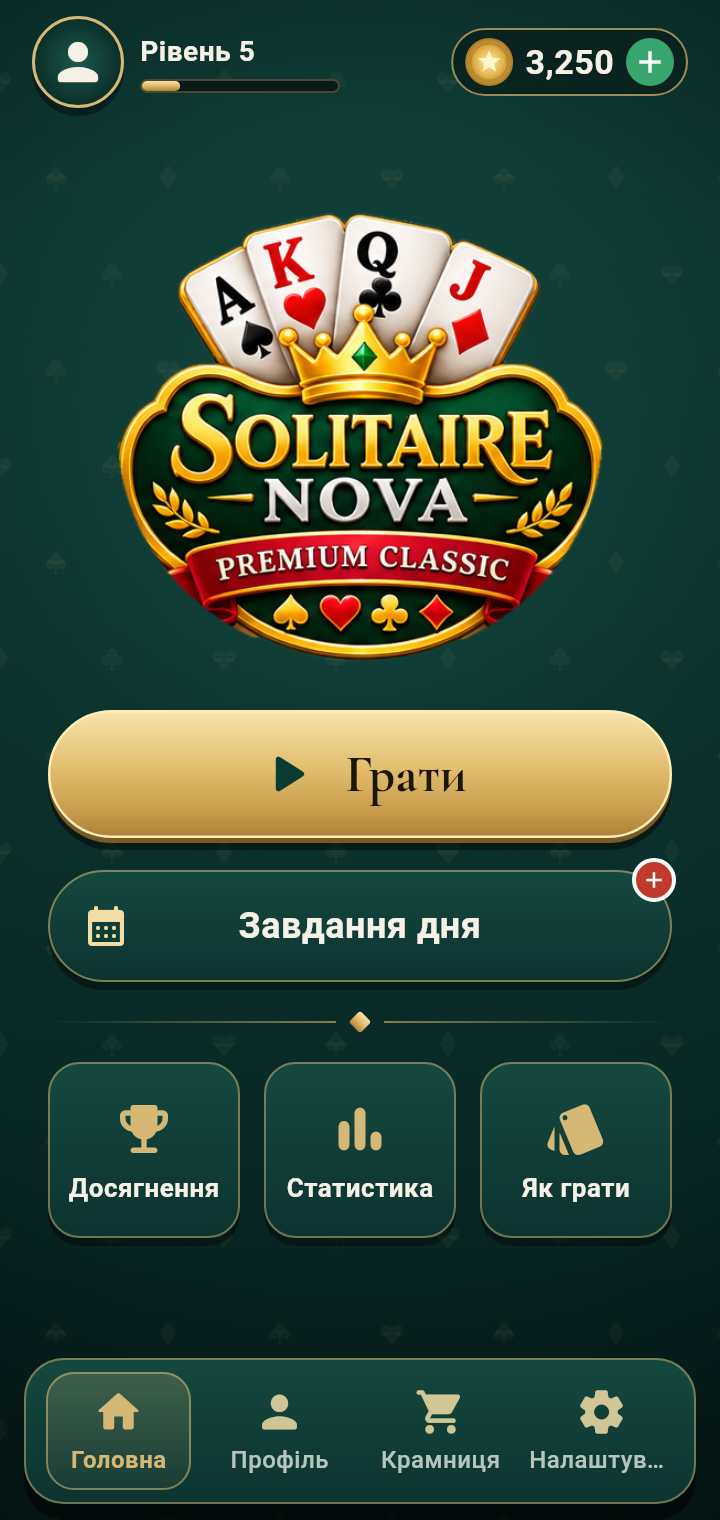 Рівень 5
3,250
A K Q J
SOLITAIRE
NOVA
PREMIUM CLASSIC
Грати
Завдання дня
Досягнення
Статистика
Як грати
Головна
Профіль
Крамниця
Налаштув...